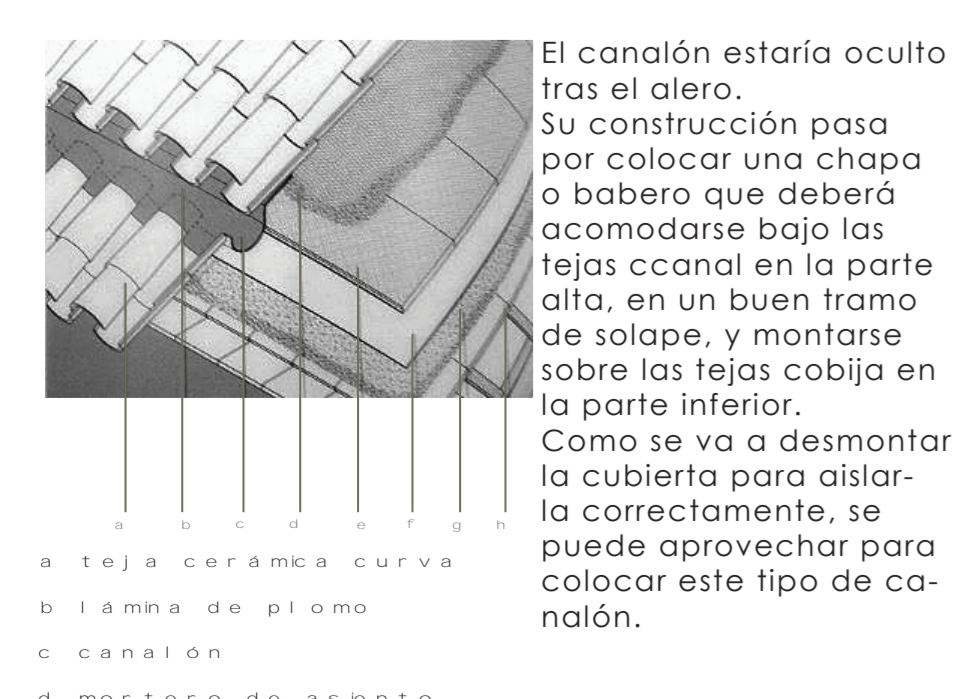 El canalón estaría oculto
tras el alero.
Su construcción pasa
por colocar una chapa
o babero que deberá
acomodarse bajo las
tejas ccanal en la parte
alta, en un buen tramo
de solape, y montarse
sobre las tejas cobija en
la parte inferior.
Como se va a desmontar
la cubierta para aislar-
la correctamente, se
puede aprovechar para
colocar este tipo de ca-
nalón.
a b c d e f g h
a teja cerámica curva
b lámina de plomo
c canalón
d mortero de asiento